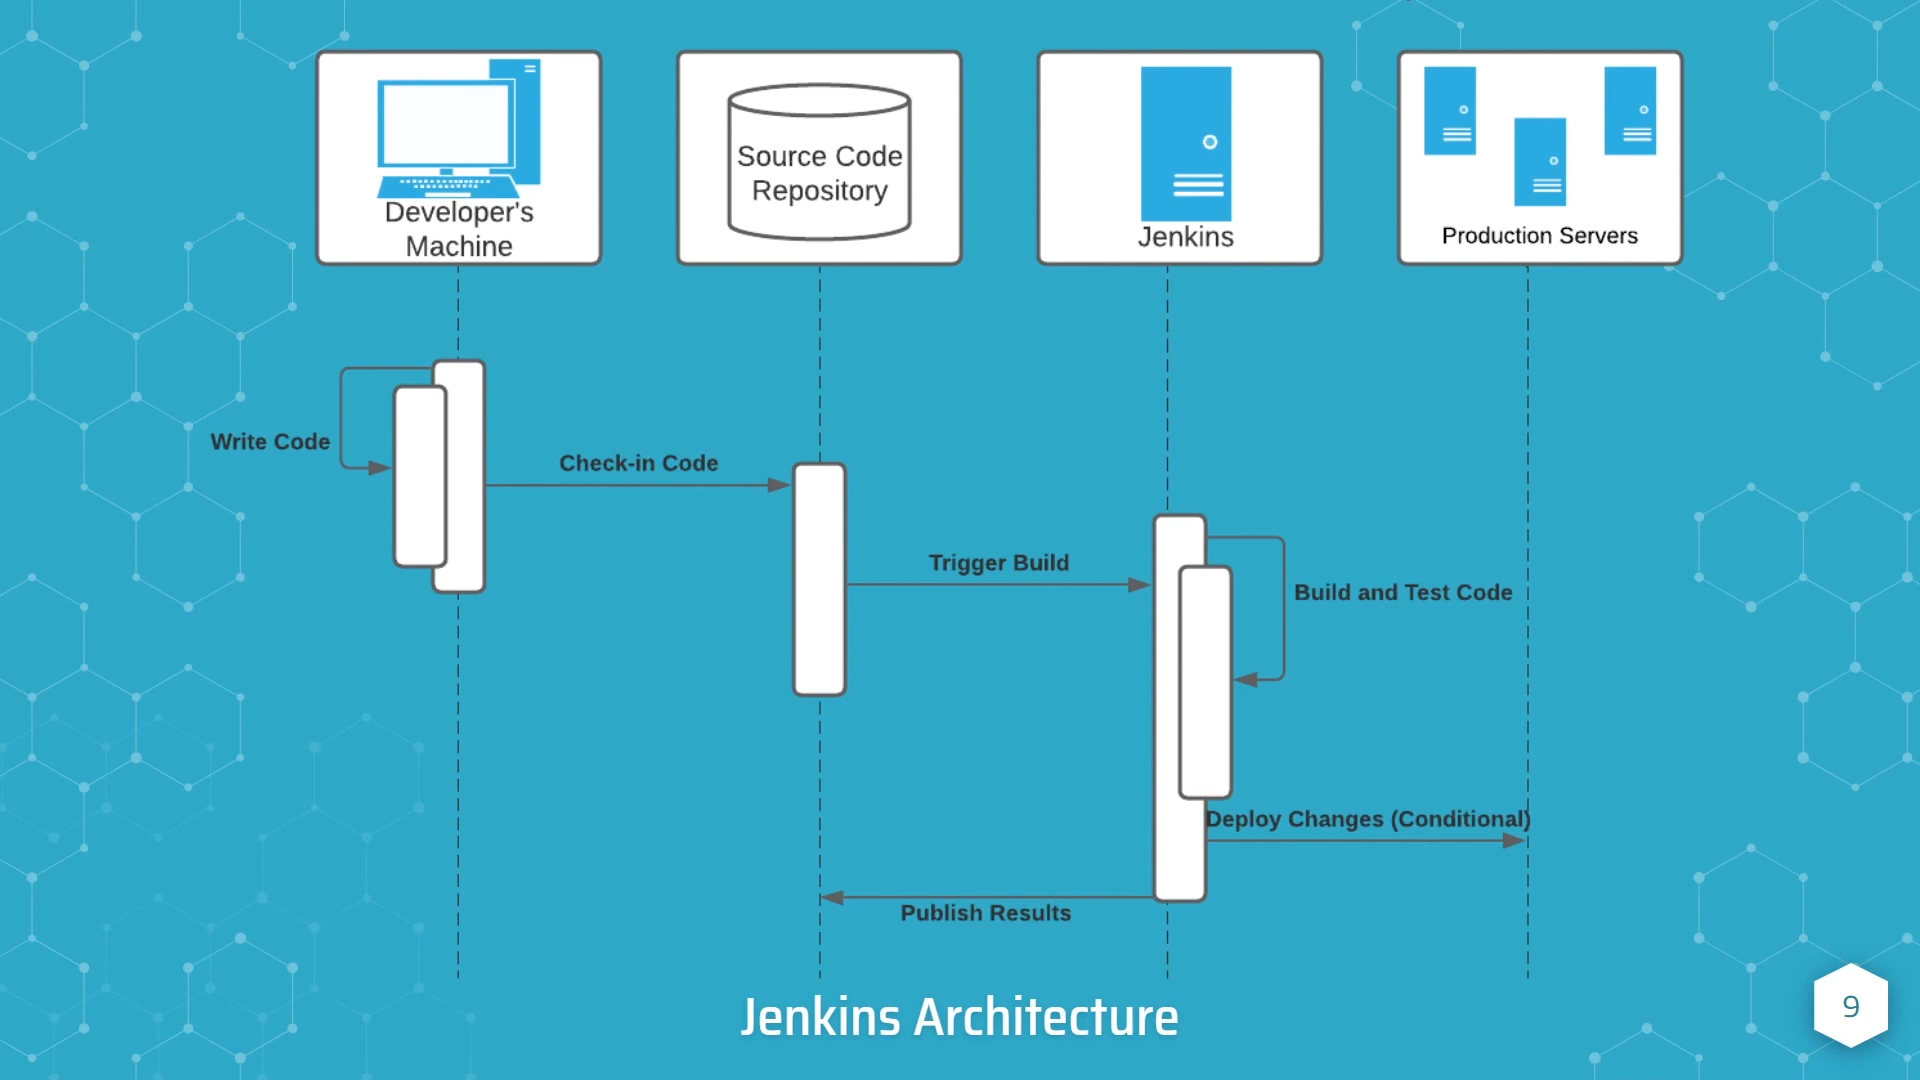 Developer's
Machine
Source Code
Repository
Jenkins
Production Servers
Write Code
Check-in Code
Trigger Build
Build and Test Code
Deploy Changes (Conditional)
Publish Results
Jenkins Architecture
9